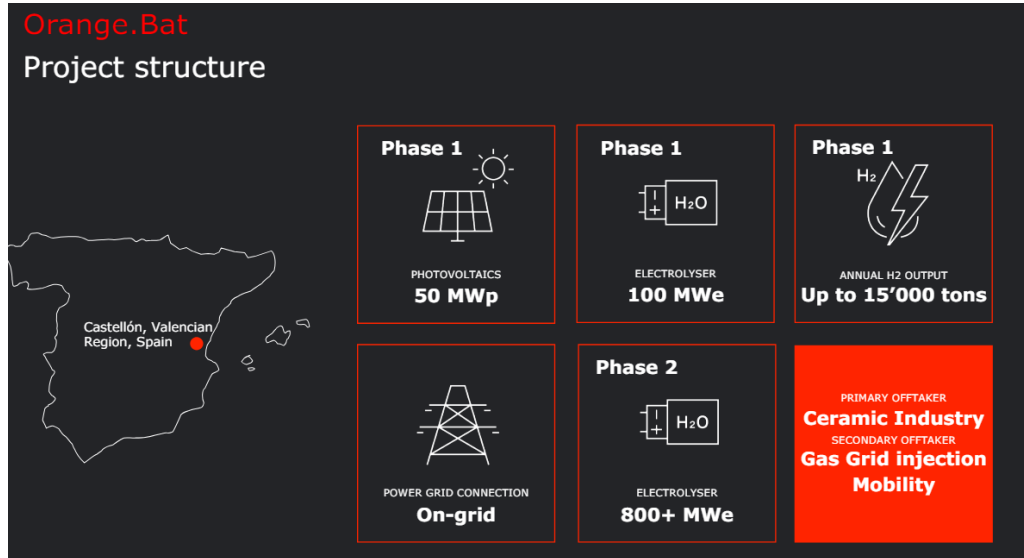 Orange.Bat
Project structure
Castellón, Valencian
Region, Spain
Phase 1
PHOTOVOLTAICS
50 MWp
Phase 1
H₂O
ELECTROLYSER
100 MWe
Phase 1
H₂
ANNUAL H2 OUTPUT
Up to 15’000 tons
POWER GRID CONNECTION
On-grid
Phase 2
H₂O
ELECTROLYSER
800+ MWe
PRIMARY OFFTAKER
Ceramic Industry
SECONDARY OFFTAKER
Gas Grid injection
Mobility